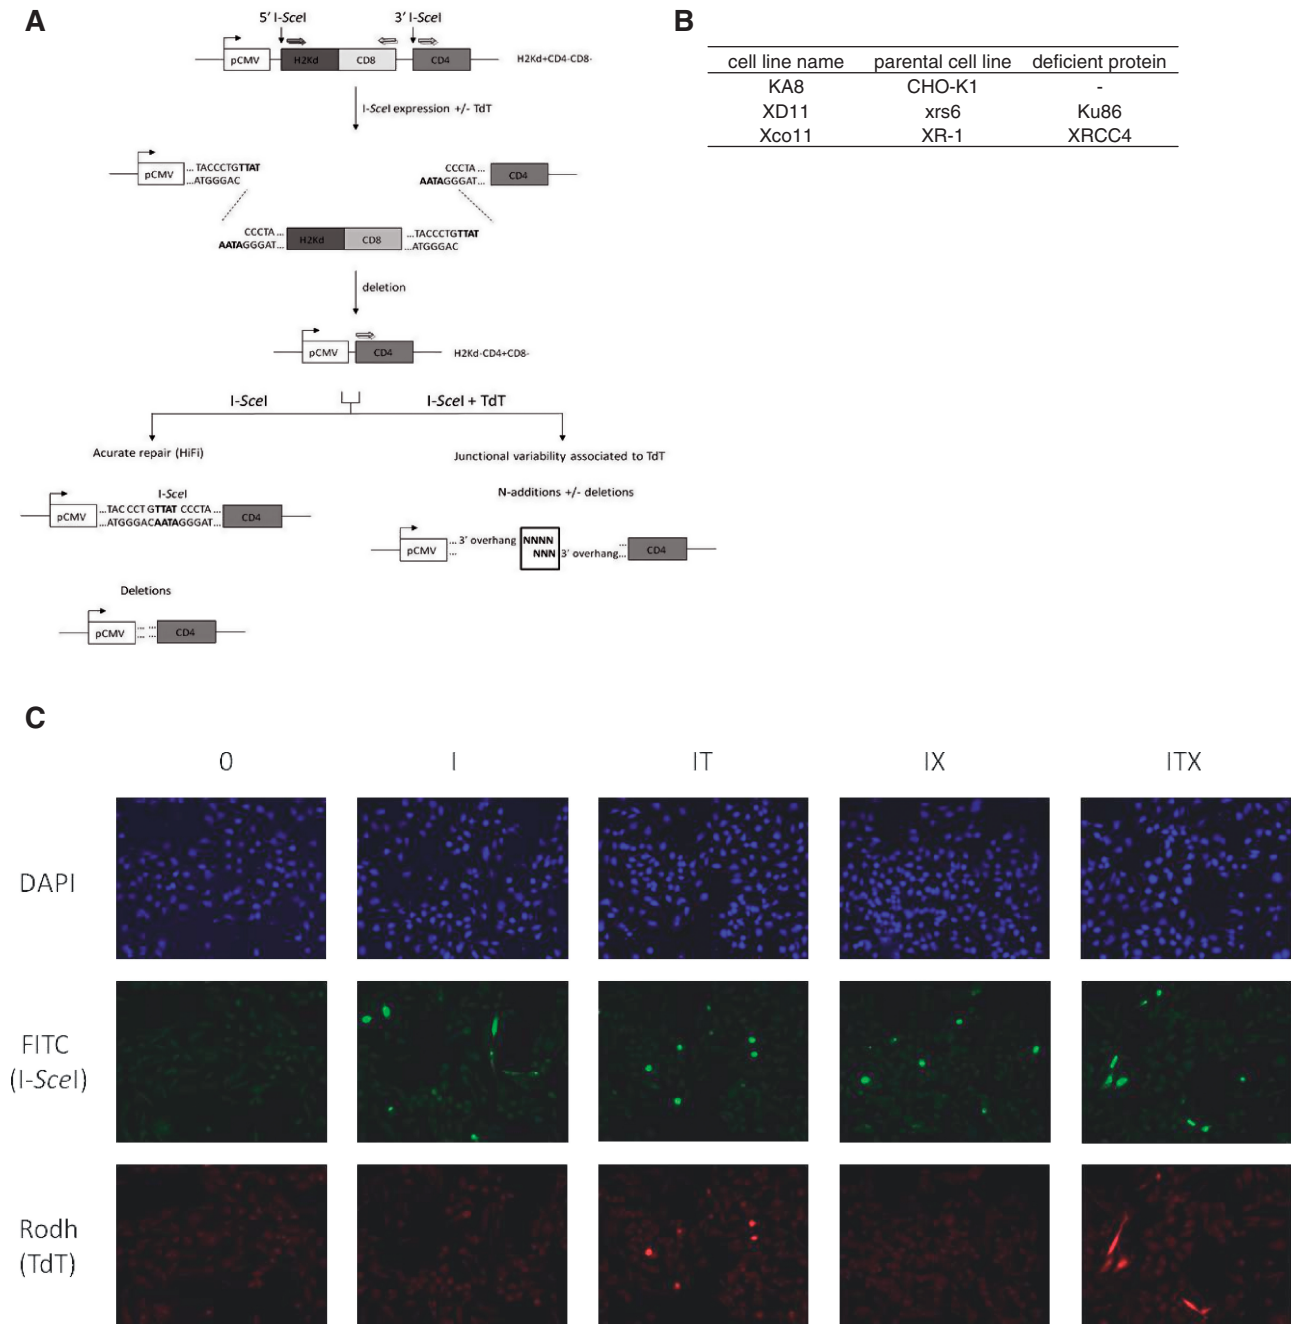 A
5′ I-SceI 3′ I-SceI
pCMV H2Kd CD8 CD4 H2Kd+CD4-CD8-
I-SceI expression +/- TdT
pCMV ... TACCCTGTTAT CCCTA ... CD4
...ATGGGAC AATAGGGAT...
CCCTA ... H2Kd CD8 ...TACCCTGTTAT
AATAGGGAT... ...ATGGGAC
deletion
pCMV CD4 H2Kd-CD4+CD8-
I-SceI I-SceI + TdT
Acurate repair (HiFi) Junctional variability associated to TdT
N-additions +/- deletions
I-SceI
pCMV ...TAC CCT GTTAT CCCTA ... CD4
...ATGGGACAATAGGGAT...
pCMV ... 3′ overhang NNNN ... CD4
... NNN 3′ overhang...
Deletions
pCMV ... ... CD4
... ...
B
cell line name parental cell line deficient protein
KA8 CHO-K1 -
XD11 xrs6 Ku86
Xco11 XR-1 XRCC4
C
0 I IT IX ITX
DAPI
FITC
(I-SceI)
Rodh
(TdT)